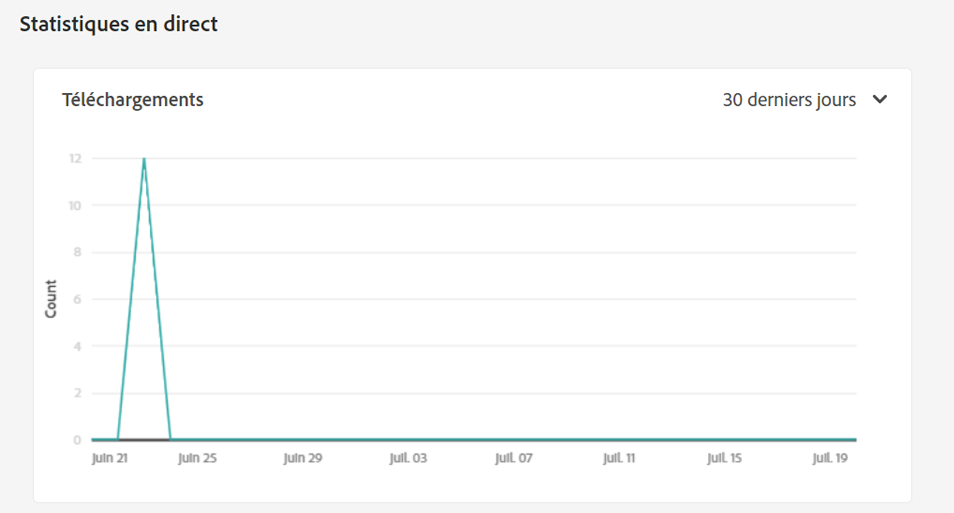 Statistiques en direct
Téléchargements
30 derniers jours
12
10
8
6
4
2
0
Count
Juin 21 Juin 25 Juin 29 Juil. 03 Juil. 07 Juil. 11 Juil. 15 Juil. 19